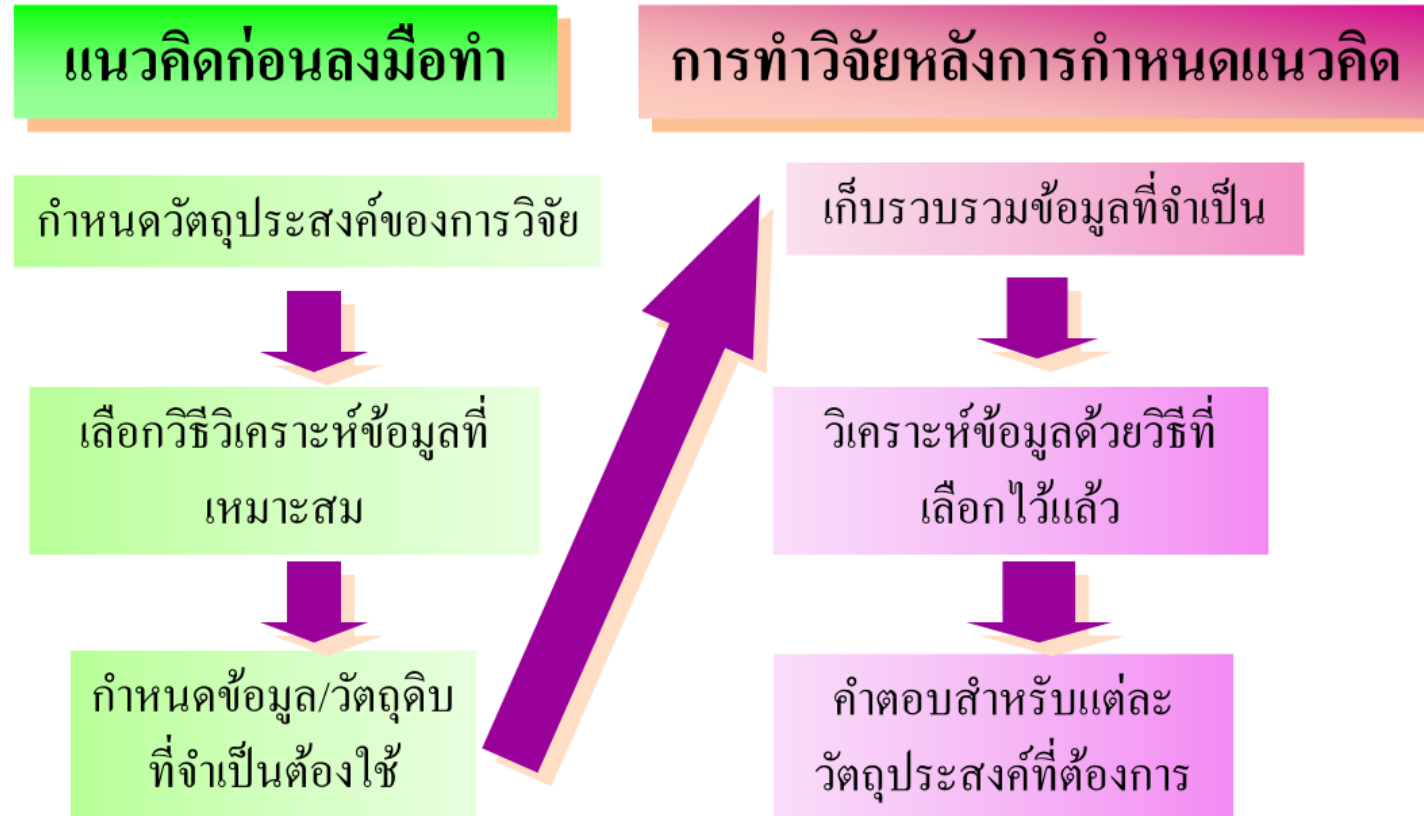 แนวคิดก่อนลงมือทำ
กำหนดวัตถุประสงค์ของการวิจัย
เลือกวิธีวิเคราะห์ข้อมูลที่
เหมาะสม
กำหนดข้อมูล/วัตถุดิบ
ที่จำเป็นต้องใช้
การทำวิจัยหลังการกำหนดแนวคิด
เก็บรวบรวมข้อมูลที่จำเป็น
วิเคราะห์ข้อมูลด้วยวิธีที่
เลือกไว้แล้ว
คำตอบสำหรับแต่ละ
วัตถุประสงค์ที่ต้องการ